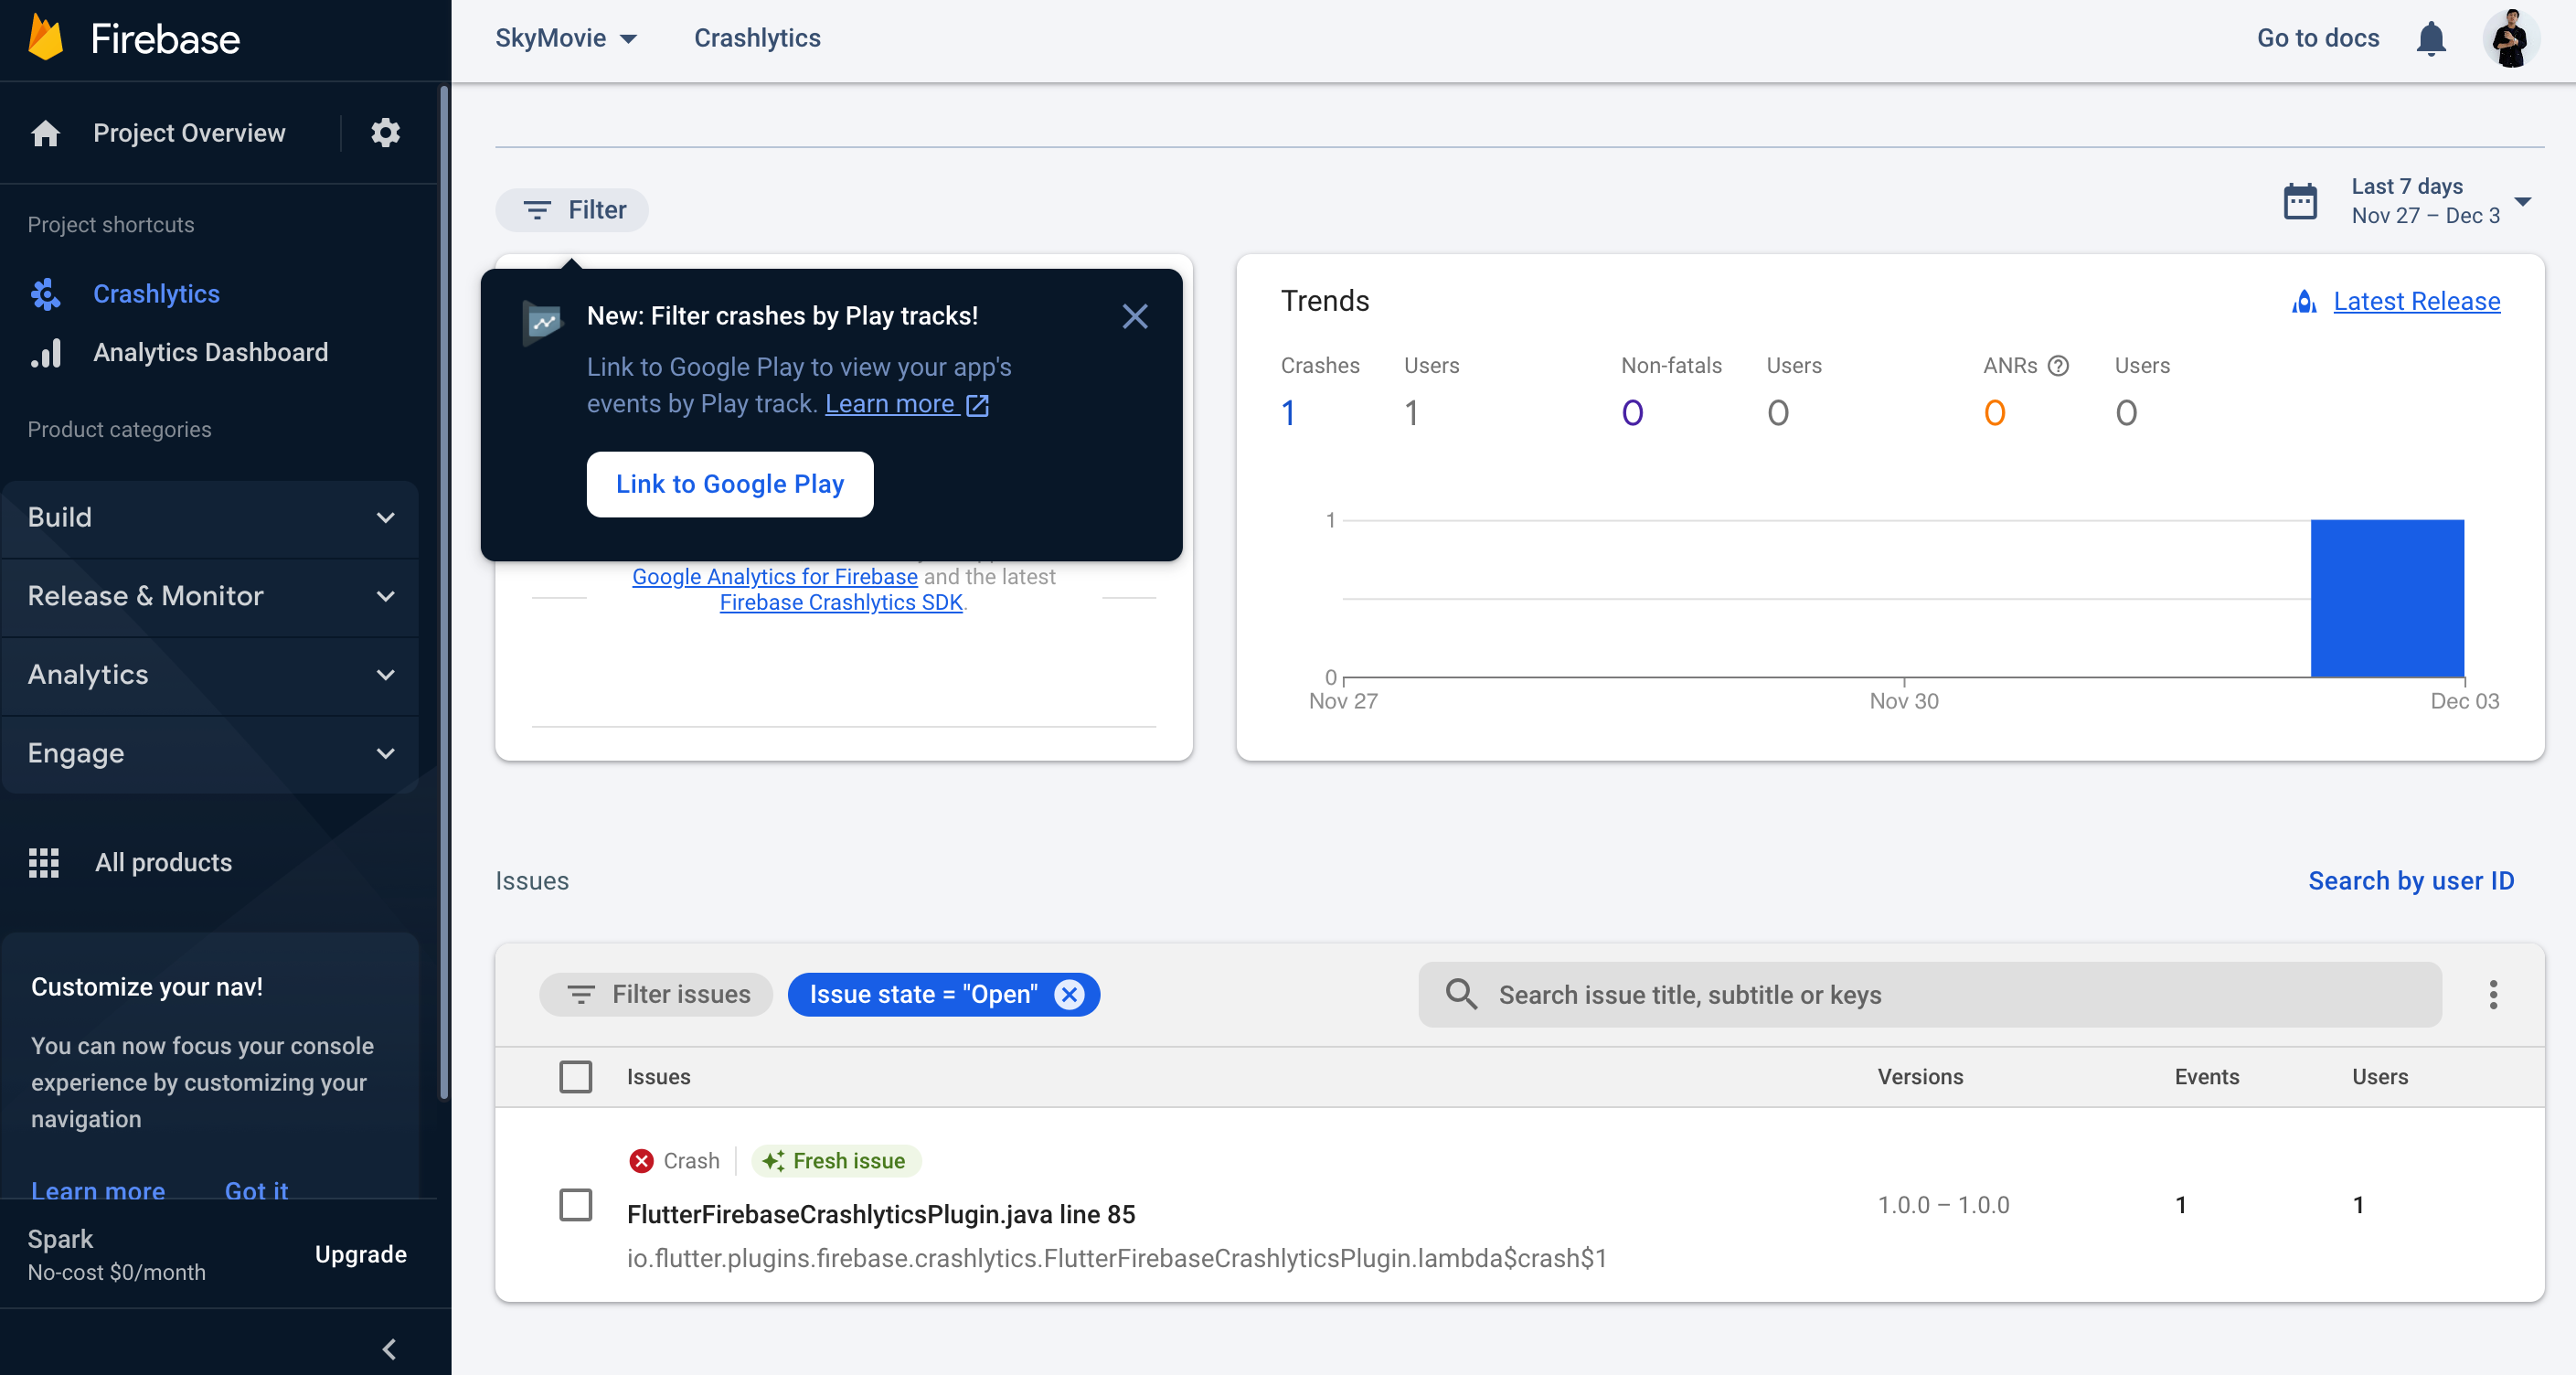 Firebase
Project Overview
Project shortcuts
Crashlytics
Analytics Dashboard
Product categories
Build
Release & Monitor
Analytics
Engage
All products
Customize your nav!
You can now focus your console
experience by customizing your
navigation
Learn more Got it
Spark
No-cost $0/month
Upgrade
SkyMovie Crashlytics
Go to docs
Filter
Last 7 days
Nov 27 – Dec 3
New: Filter crashes by Play tracks!
Link to Google Play to view your app's
events by Play track. Learn more
Link to Google Play
Google Analytics for Firebase and the latest
Firebase Crashlytics SDK.
Trends
Latest Release
Crashes Users Non-fatals Users ANRs Users
1 1 0 0 0 0
1
0
Nov 27 Nov 30 Dec 03
Issues
Search by user ID
Filter issues Issue state = "Open" Search issue title, subtitle or keys
Issues Versions Events Users
Crash Fresh issue
FlutterFirebaseCrashlyticsPlugin.java line 85
io.flutter.plugins.firebase.crashlytics.FlutterFirebaseCrashlyticsPlugin.lambda$crash$1
1.0.0 – 1.0.0 1 1